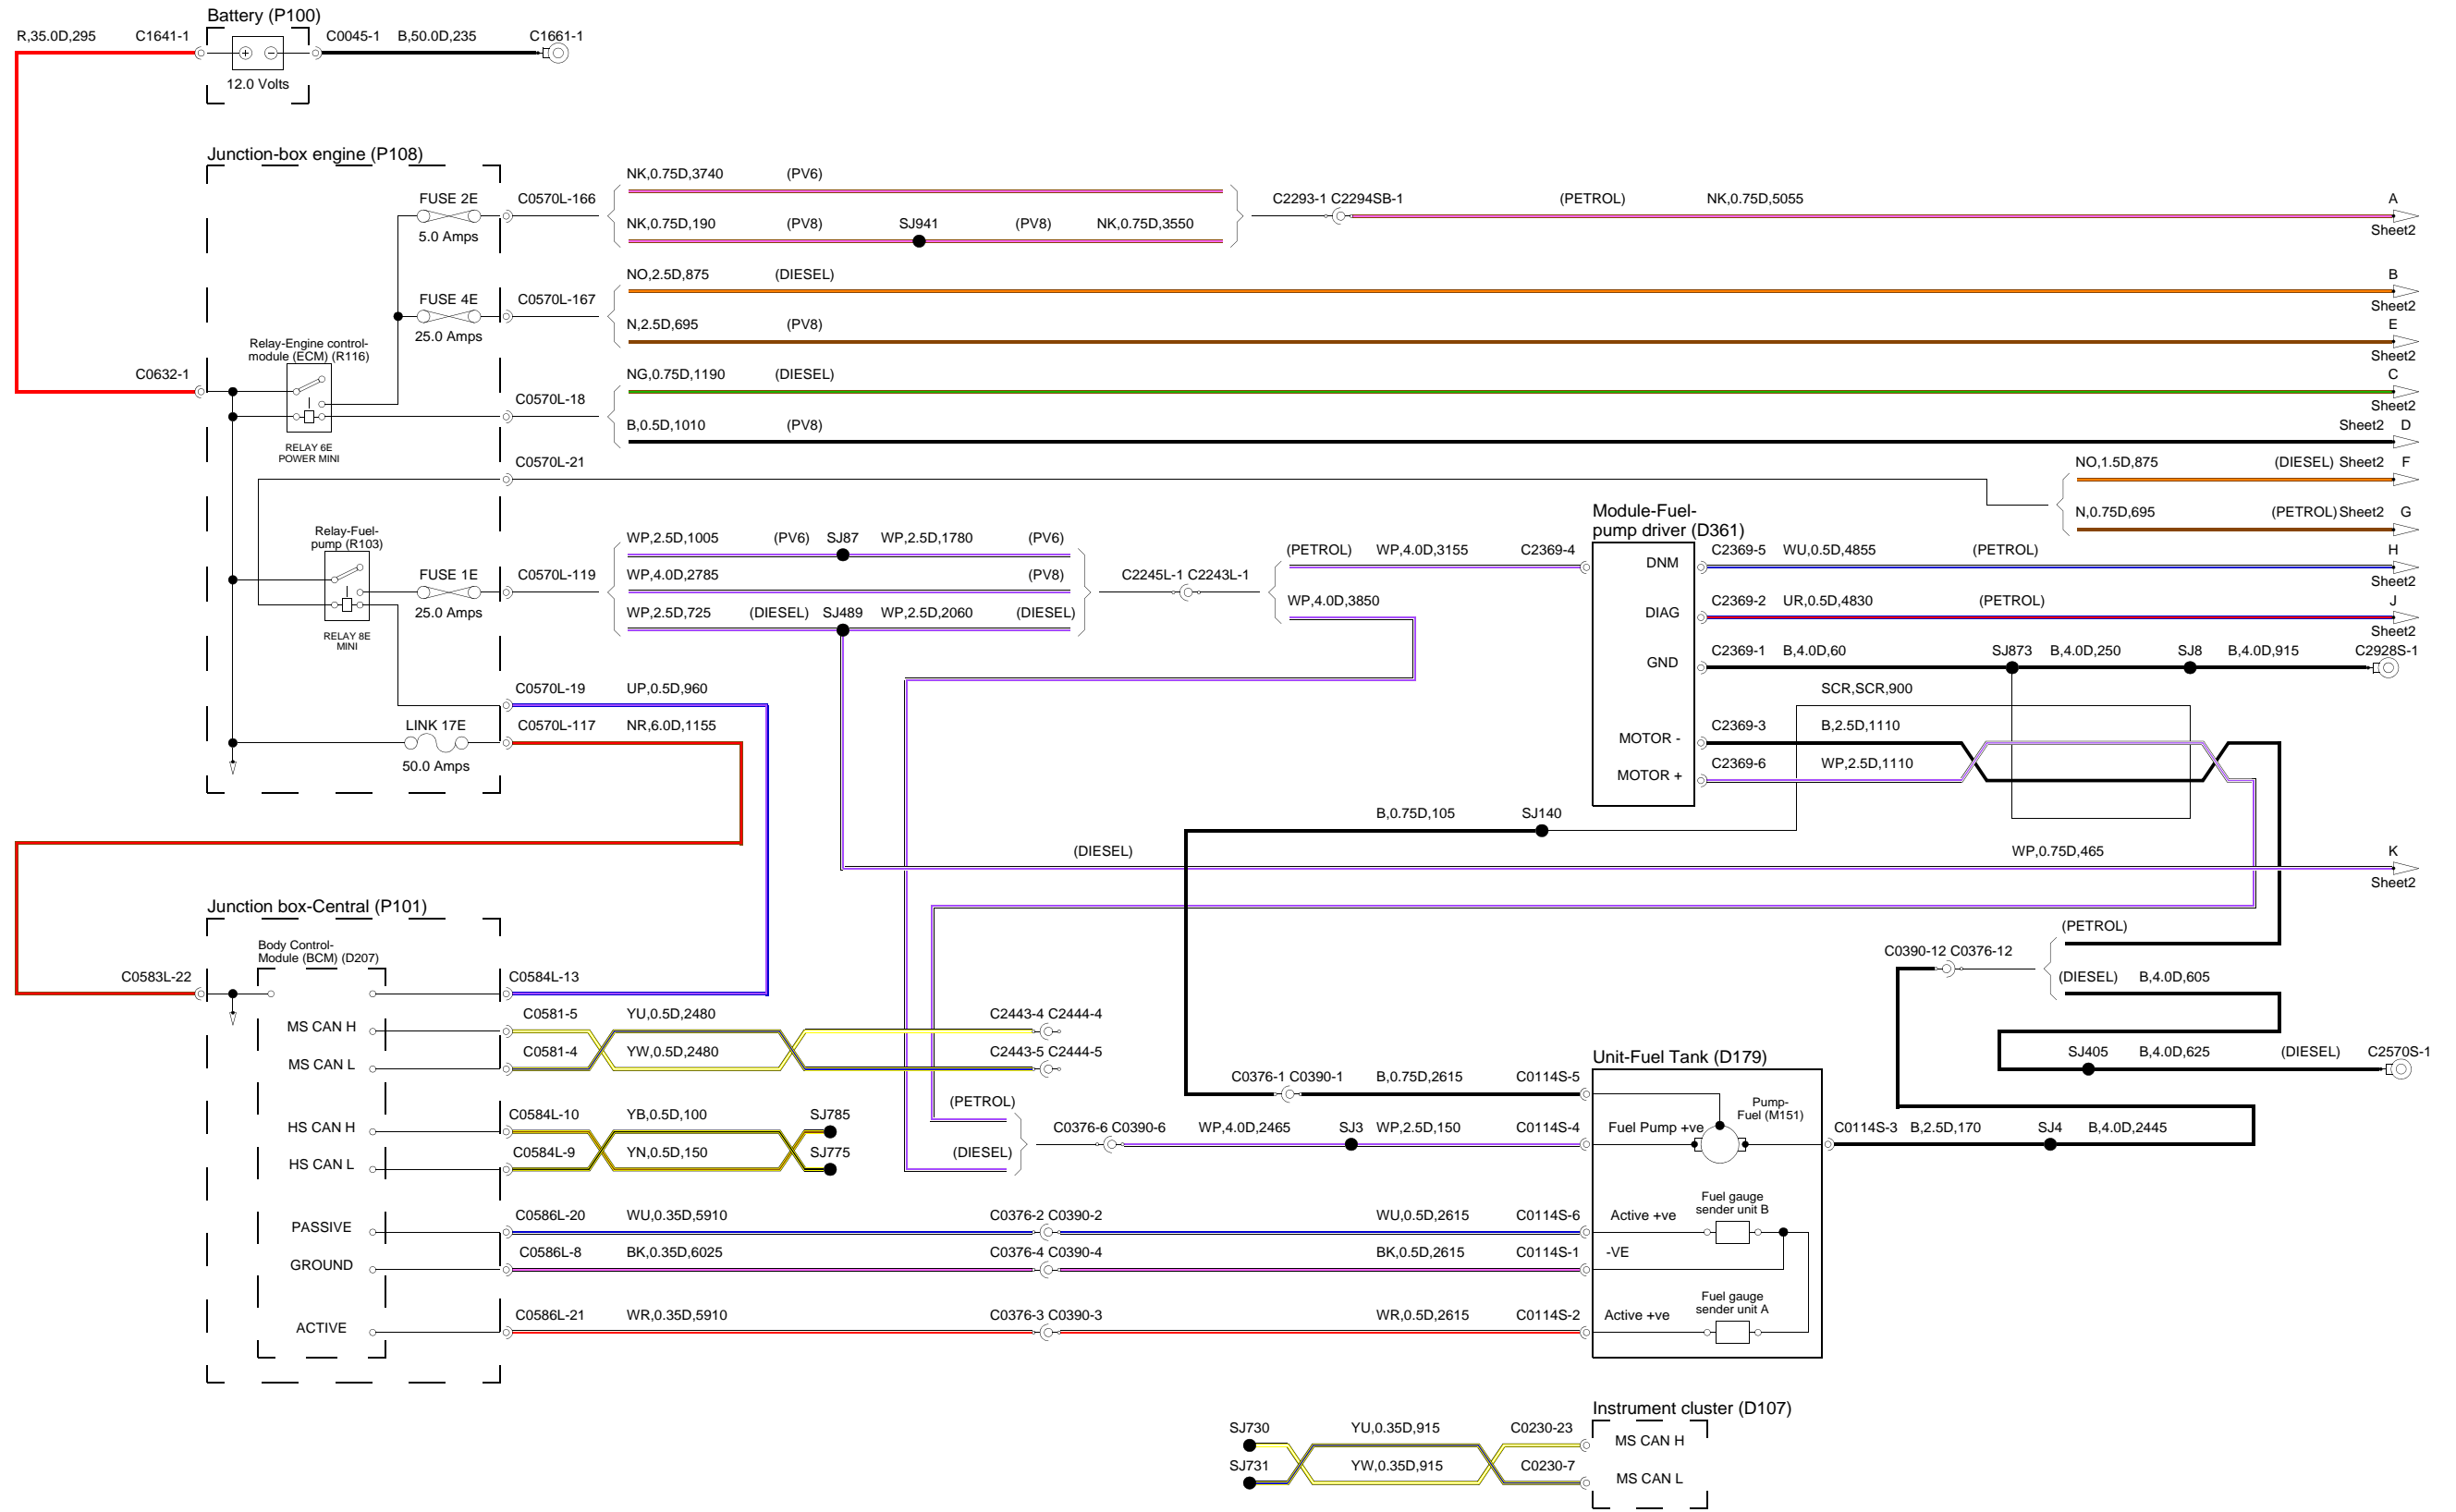 Battery (P100)
R,35.0D,295 C1641-1 C0045-1 B,50.0D,235 C1661-1
12.0 Volts
Junction-box engine (P108)
NK,0.75D,3740 (PV6)
FUSE 2E C0570L-166 C2293-1 C2294SB-1 (PETROL) NK,0.75D,5055 A
NK,0.75D,190 (PV8) SJ941 (PV8) NK,0.75D,3550
5.0 Amps Sheet2
NO,2.5D,875 (DIESEL) B
FUSE 4E C0570L-167 Sheet2
N,2.5D,695 (PV8) E
25.0 Amps
Relay-Engine control-
module (ECM) (R116) Sheet2
C0632-1 NG,0.75D,1190 (DIESEL) C
C0570L-18 Sheet2
B,0.5D,1010 (PV8) Sheet2 D
RELAY 6E
POWER MINI
C0570L-21 NO,1.5D,875 (DIESEL) Sheet2 F
Module-Fuel-
pump driver (D361) N,0.75D,695 (PETROL) Sheet2 G
Relay-Fuel-
pump (R103)
WP,2.5D,1005 (PV6) SJ87 WP,2.5D,1780 (PV6)
(PETROL) WP,4.0D,3155 C2369-4 DNM C2369-5 WU,0.5D,4855 (PETROL) H
FUSE 1E C0570L-119 WP,4.0D,2785 (PV8) C2245L-1 C2243L-1 Sheet2
WP,4.0D,3850 DIAG C2369-2 UR,0.5D,4830 (PETROL) J
25.0 Amps WP,2.5D,725 (DIESEL) SJ489 WP,2.5D,2060 (DIESEL)
RELAY 8E
MINI
Sheet2
GND C2369-1 B,4.0D,60 SJ873 B,4.0D,250 SJ8 B,4.0D,915 C2928S-1
C0570L-19 UP,0.5D,960 SCR,SCR,900
LINK 17E C0570L-117 NR,6.0D,1155 MOTOR - C2369-3 B,2.5D,1110
50.0 Amps MOTOR + C2369-6 WP,2.5D,1110
B,0.75D,105 SJ140
(DIESEL) WP,0.75D,465 K
Sheet2
Junction box-Central (P101)
(PETROL)
Body Control-
Module (BCM) (D207)
C0390-12 C0376-12
C0583L-22 C0584L-13 (DIESEL) B,4.0D,605
MS CAN H C0581-5 YU,0.5D,2480 C2443-4 C2444-4
MS CAN L C0581-4 YW,0.5D,2480 C2443-5 C2444-5 Unit-Fuel Tank (D179) SJ405 B,4.0D,625 (DIESEL) C2570S-1
C0376-1 C0390-1 B,0.75D,2615 C0114S-5
(PETROL) Pump-
Fuel (M151)
HS CAN H C0584L-10 YB,0.5D,100 SJ785
C0376-6 C0390-6 WP,4.0D,2465 SJ3 WP,2.5D,150 C0114S-4 Fuel Pump +ve C0114S-3 B,2.5D,170 SJ4 B,4.0D,2445
HS CAN L C0584L-9 YN,0.5D,150 SJ775 (DIESEL)
Fuel gauge
sender unit B
PASSIVE C0586L-20 WU,0.35D,5910 C0376-2 C0390-2 WU,0.5D,2615 C0114S-6 Active +ve
GROUND C0586L-8 BK,0.35D,6025 C0376-4 C0390-4 BK,0.5D,2615 C0114S-1 -VE
Fuel gauge
sender unit A
ACTIVE C0586L-21 WR,0.35D,5910 C0376-3 C0390-3 WR,0.5D,2615 C0114S-2 Active +ve
Instrument cluster (D107)
SJ730 YU,0.35D,915 C0230-23 MS CAN H
SJ731 YW,0.35D,915 C0230-7 MS CAN L